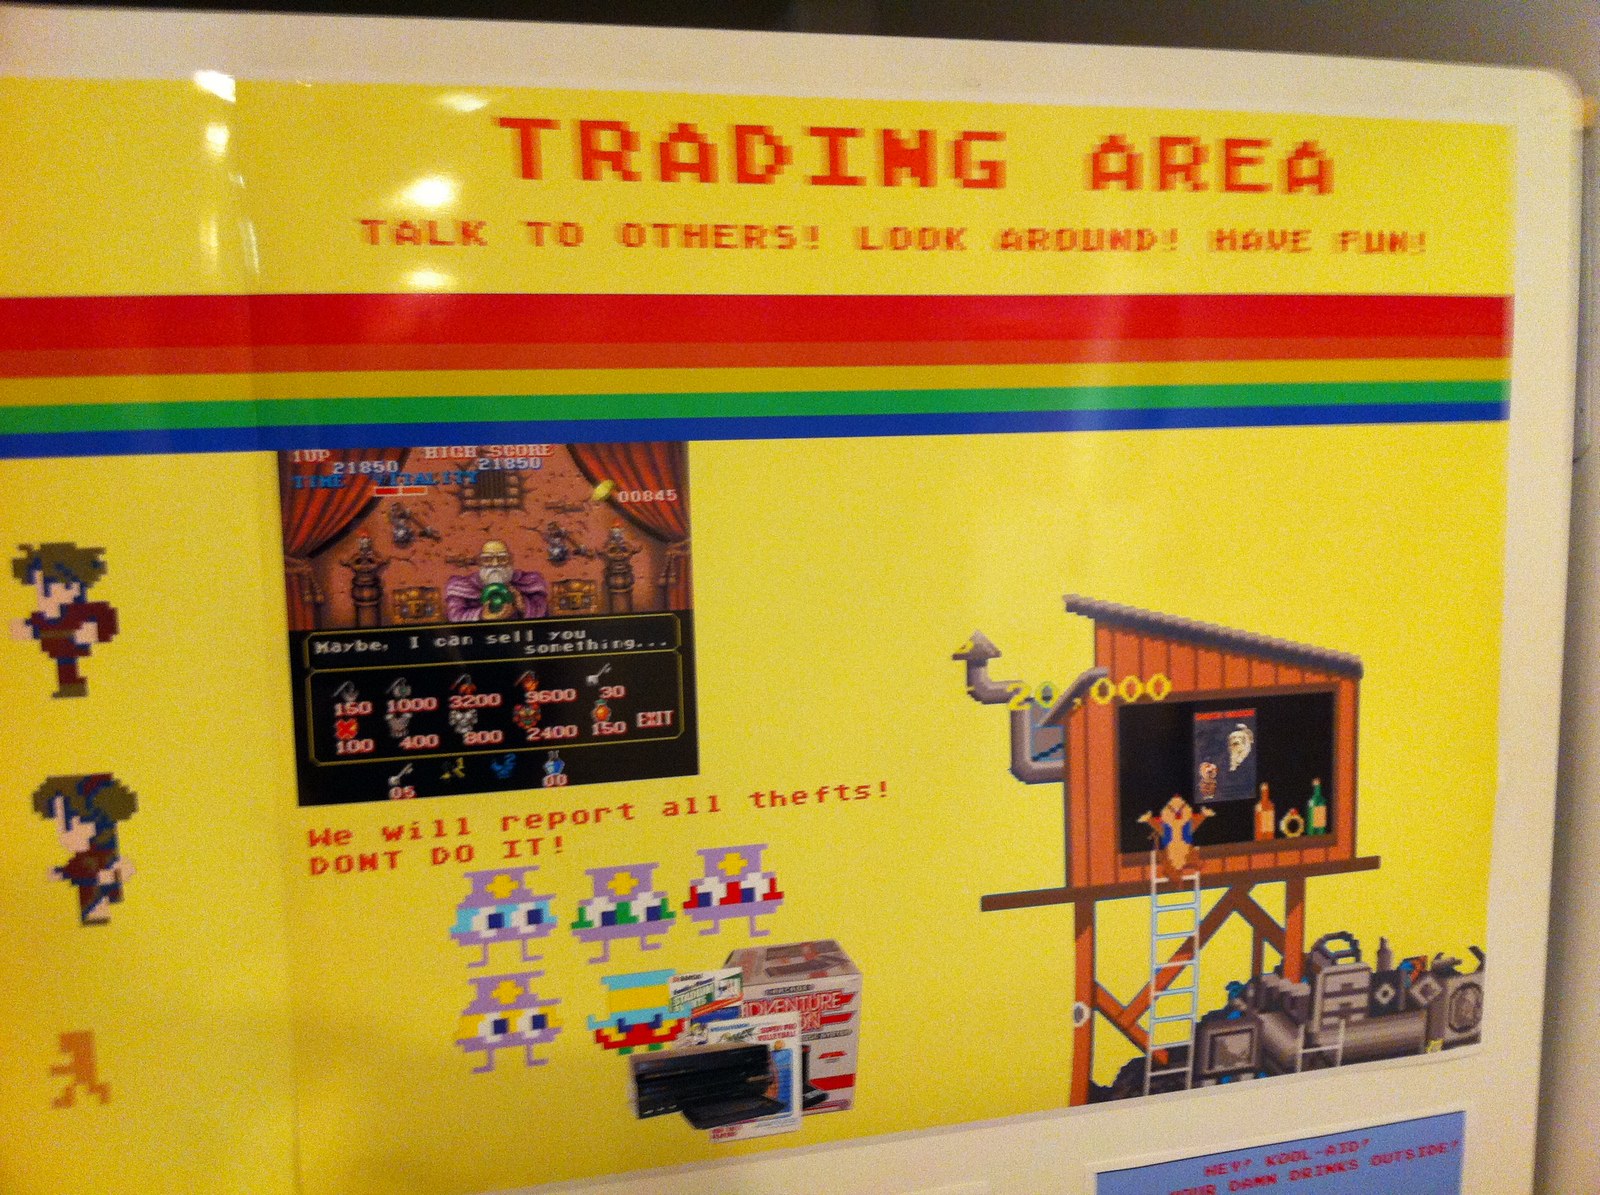 TRADING AREA
TALK TO OTHERS! LOOK AROUND! HAVE FUN!
1UP HIGH SCORE
21850 21850
TIME VITALITY
00845
Maybe, I can sell you
something...
150 1000 3200 9600 30
100 400 800 2400 150 EXIT
05 00
We will report all thefts!
DONT DO IT!
20,000
ADVENTURE
HEY! KOOL-AID!
YOUR DAMN DRINKS OUTSIDE!